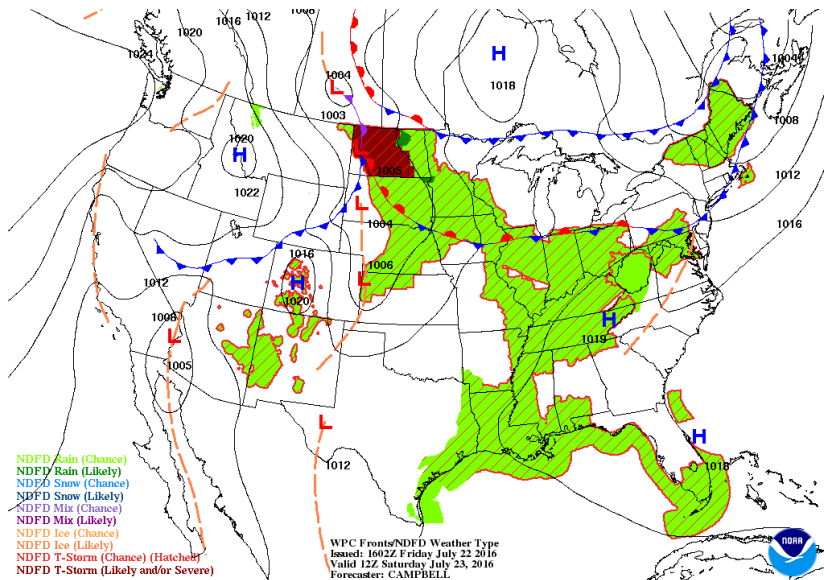 1016
1012
1008
1020
1024
1004
H
1018
1004
L
1003
1008
1020
H
1005
1012
1022
L
1004
1016
1016
1006
L
1012
H
1020
1008
L
H
1019
1005
L
H
1018
1012
NDFD Rain (Chance)
NDFD Rain (Likely)
NDFD Snow (Chance)
NDFD Snow (Likely)
NDFD Mix (Chance)
NDFD Mix (Likely)
NDFD Ice (Chance)
NDFD Ice (Likely)
NDFD T-Storm (Chance) (Hatched)
NDFD T-Storm (Likely and/or Severe)
WPC Fronts/NDFD Weather Type
Issued: 1602Z Friday July 22 2016
Valid 12Z Saturday July 23, 2016
Forecaster: CAMPBELL
NOAA